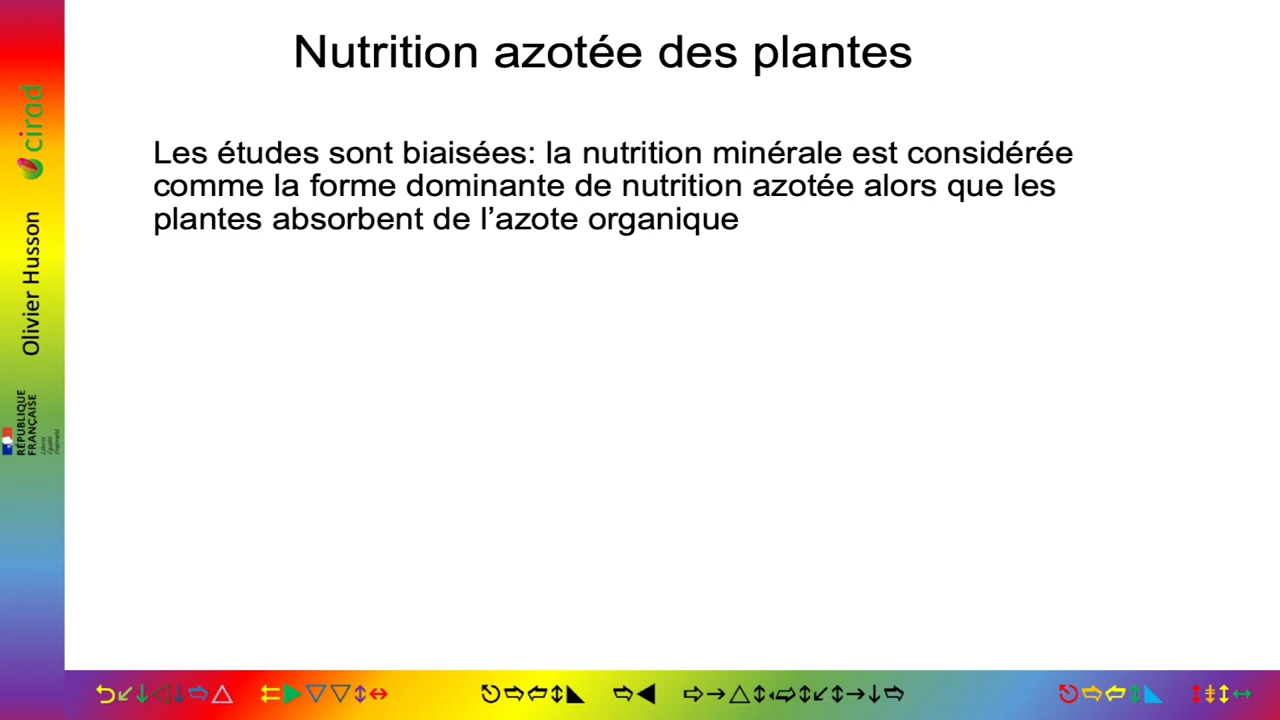 Nutrition azotée des plantes
Les études sont biaisées: la nutrition minérale est considérée
comme la forme dominante de nutrition azotée alors que les
plantes absorbent de l’azote organique
cirad
Olivier Husson
RÉPUBLIQUE
FRANÇAISE